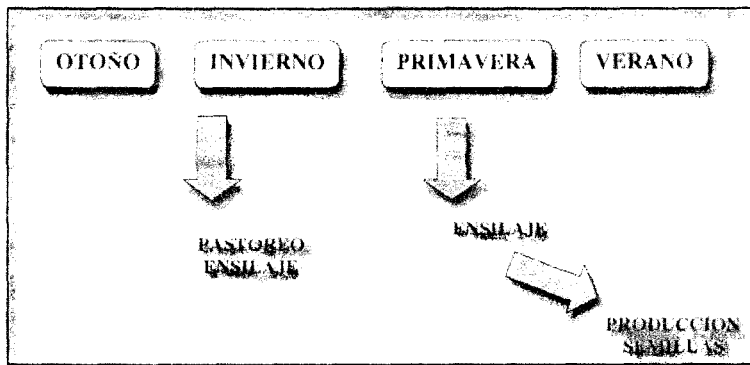 OTOÑO INVIERNO PRIMAVERA VERANO
PASTOREO
ENSILAJE
ENSILAJE
PRODUCCION
SEMILLAS